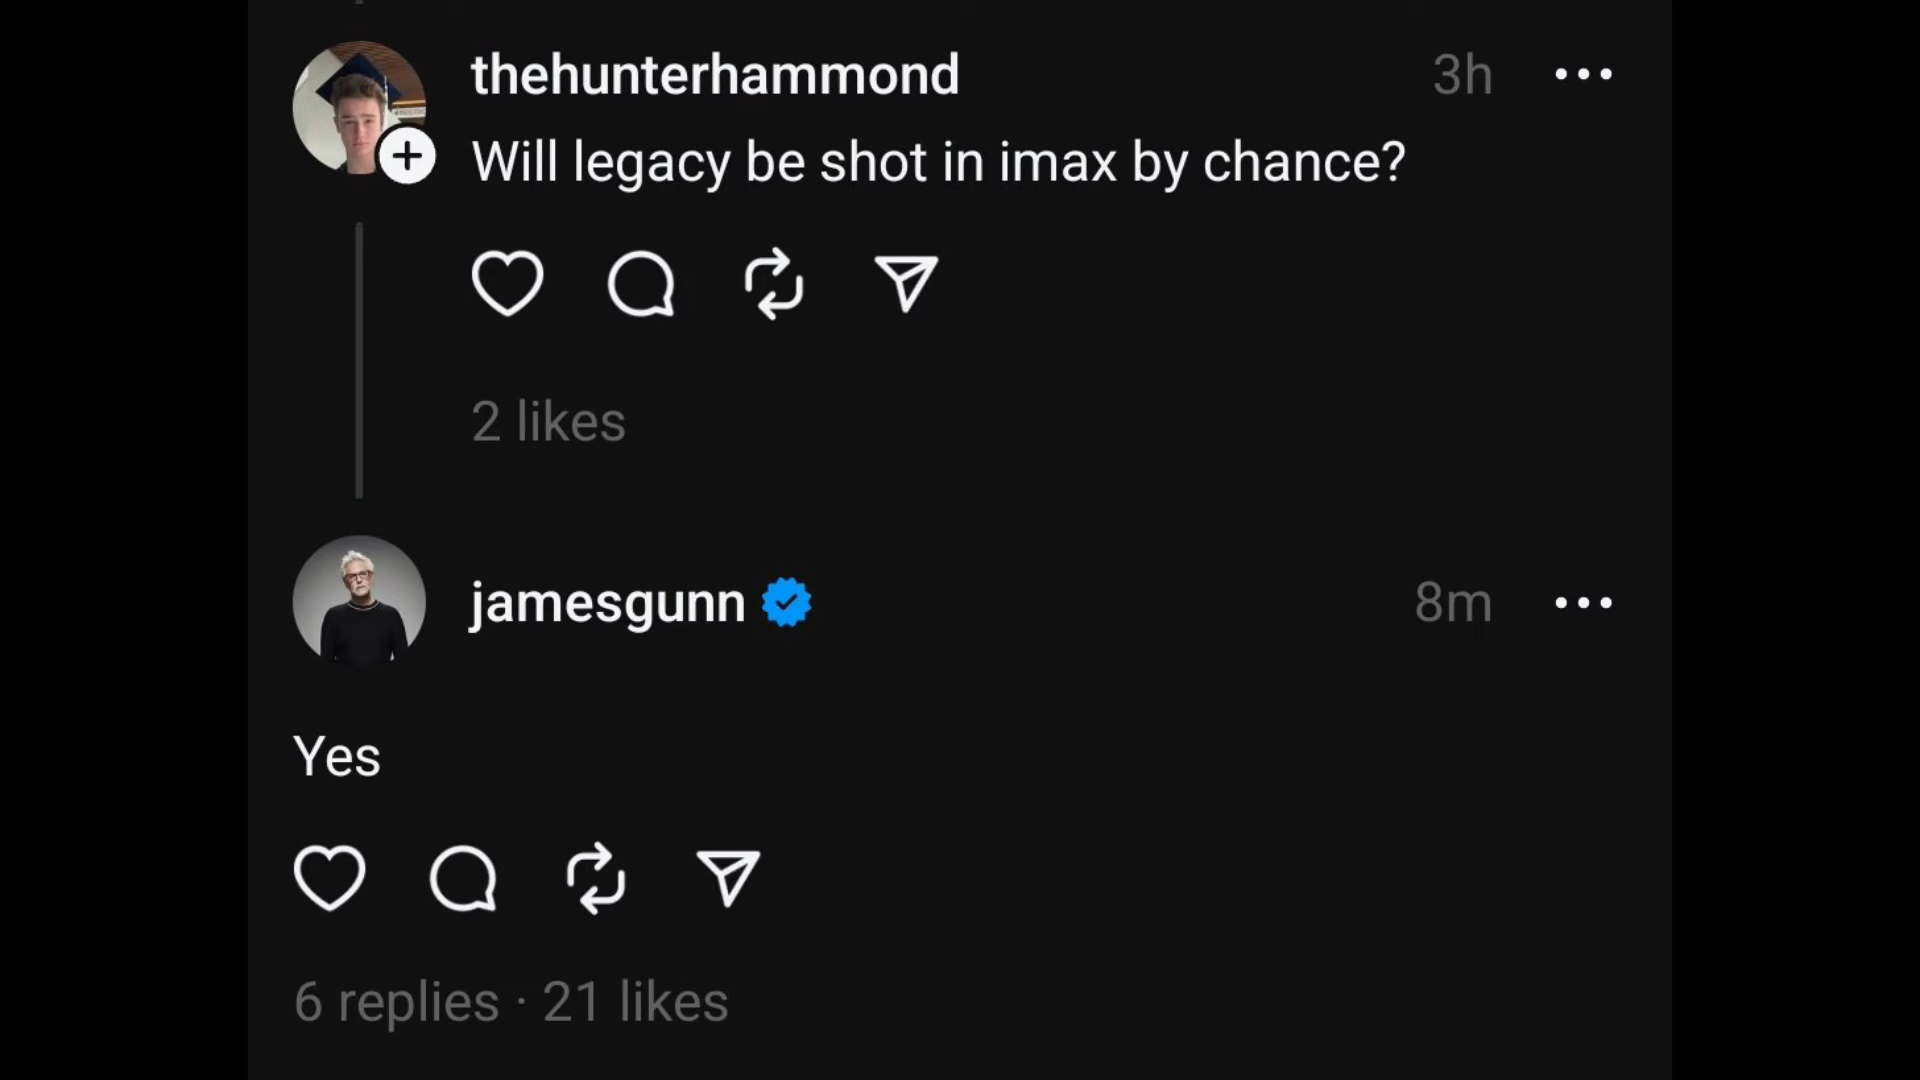 thehunterhammond 3h
Will legacy be shot in imax by chance?
2 likes
jamesgunn 8m
Yes
6 replies · 21 likes